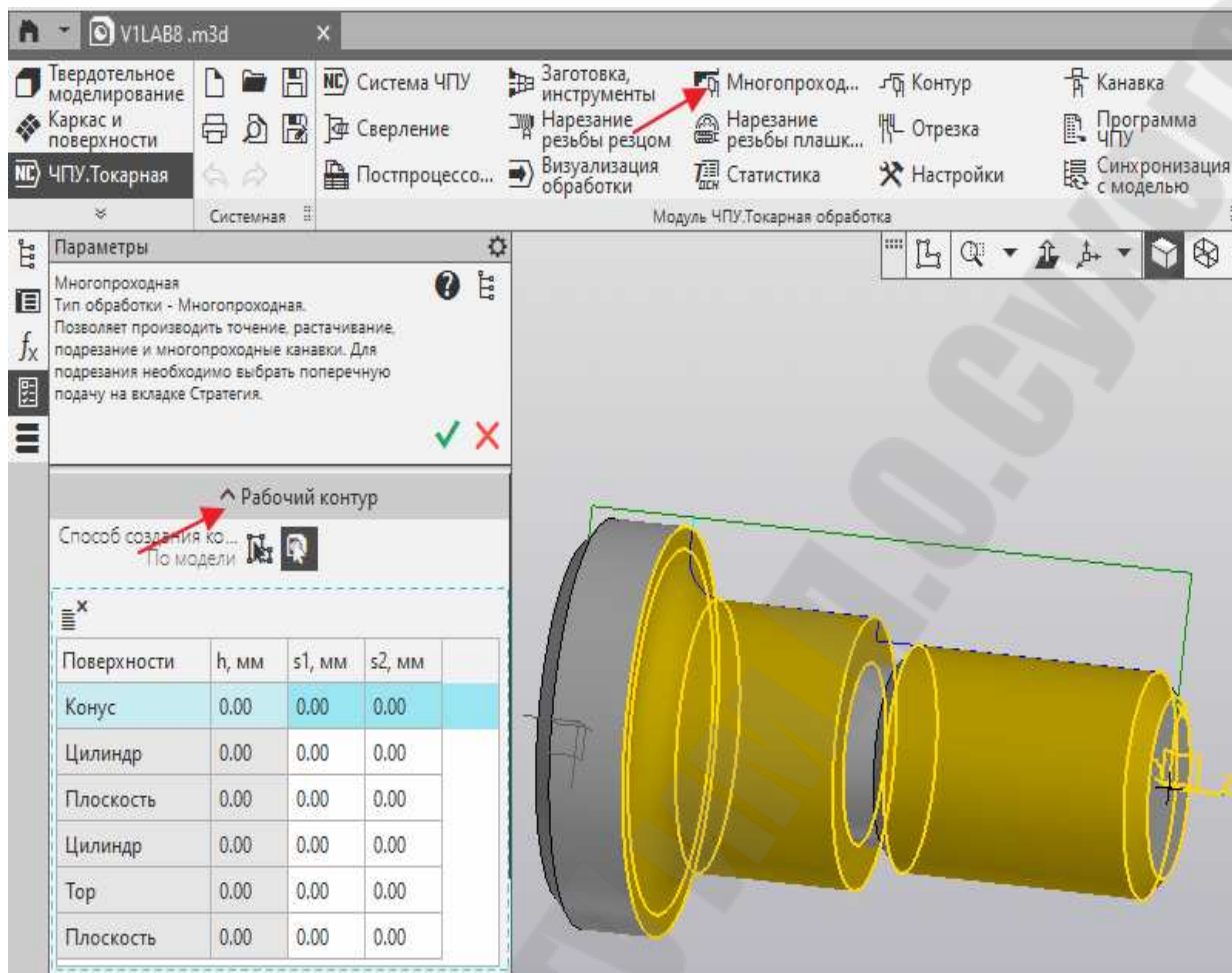 V1LAB8 .m3d
Твердотельное
моделирование
Каркас и
поверхности
NC ЧПУ.Токарная
NC Система ЧПУ
Сверление
Постпроцессо...
Заготовка,
инструменты
Нарезание
резьбы резцом
Визуализация
обработки
Многопроход...
Нарезание
резьбы плашк...
Статистика
Контур
Отрезка
Настройки
Канавка
Программа
ЧПУ
Синхронизация
с моделью
Системная
Модуль ЧПУ.Токарная обработка
Параметры
Многопроходная
Тип обработки - Многопроходная.
Позволяет производить точение, растачивание,
подрезание и многопроходные канавки. Для
подрезания необходимо выбрать поперечную
подачу на вкладке Стратегия.
Рабочий контур
Способ создания ко...
По модели
Поверхности h, мм s1, мм s2, мм
Конус 0.00 0.00 0.00
Цилиндр 0.00 0.00 0.00
Плоскость 0.00 0.00 0.00
Цилиндр 0.00 0.00 0.00
Тор 0.00 0.00 0.00
Плоскость 0.00 0.00 0.00